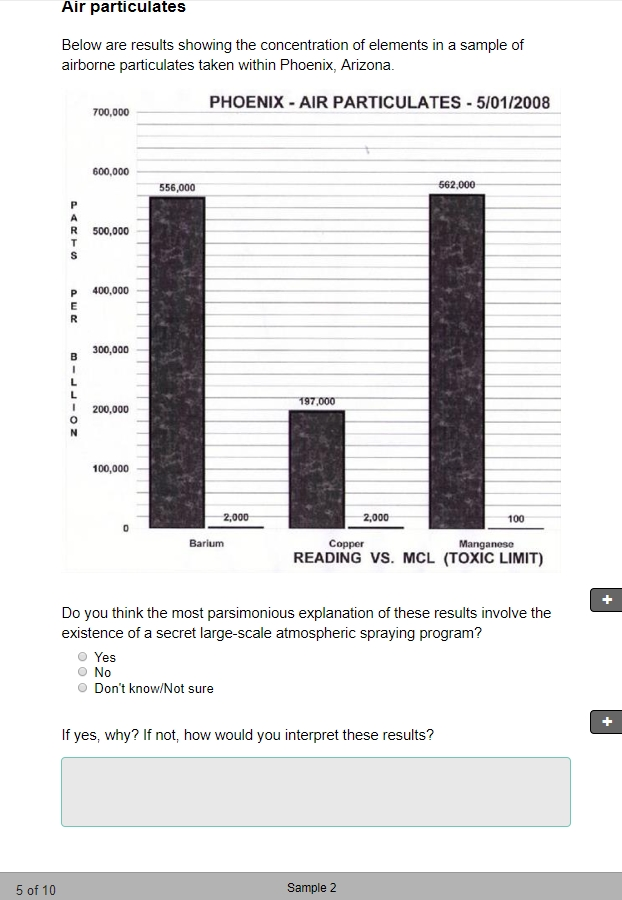 Air particulates
Below are results showing the concentration of elements in a sample of
airborne particulates taken within Phoenix, Arizona.
PHOENIX - AIR PARTICULATES - 5/01/2008
700,000
600,000
500,000
400,000
300,000
200,000
100,000
0
PARTS PER BILLION
556,000
2,000
197,000
2,000
562,000
100
Barium
Copper
Manganese
READING VS. MCL (TOXIC LIMIT)
+
Do you think the most parsimonious explanation of these results involve the
existence of a secret large-scale atmospheric spraying program?
Yes
No
Don't know/Not sure
+
If yes, why? If not, how would you interpret these results?
5 of 10
Sample 2